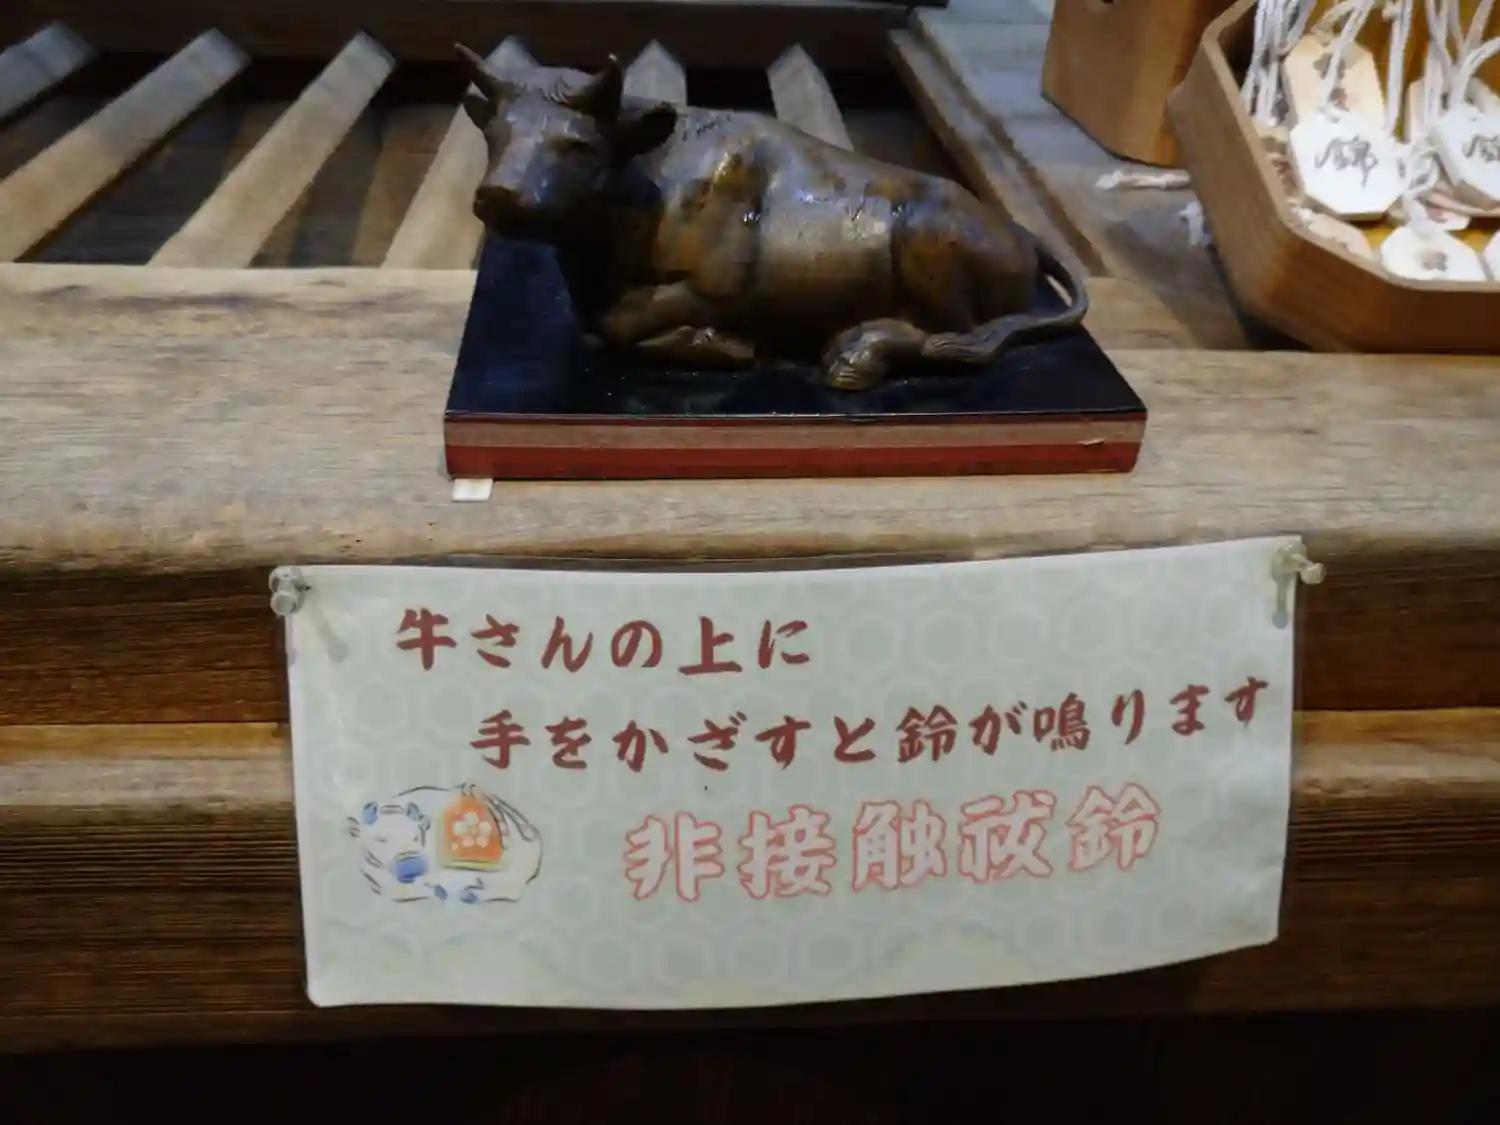 牛さんの上に
手をかざすと鈴が鳴ります
非接触祓鈴